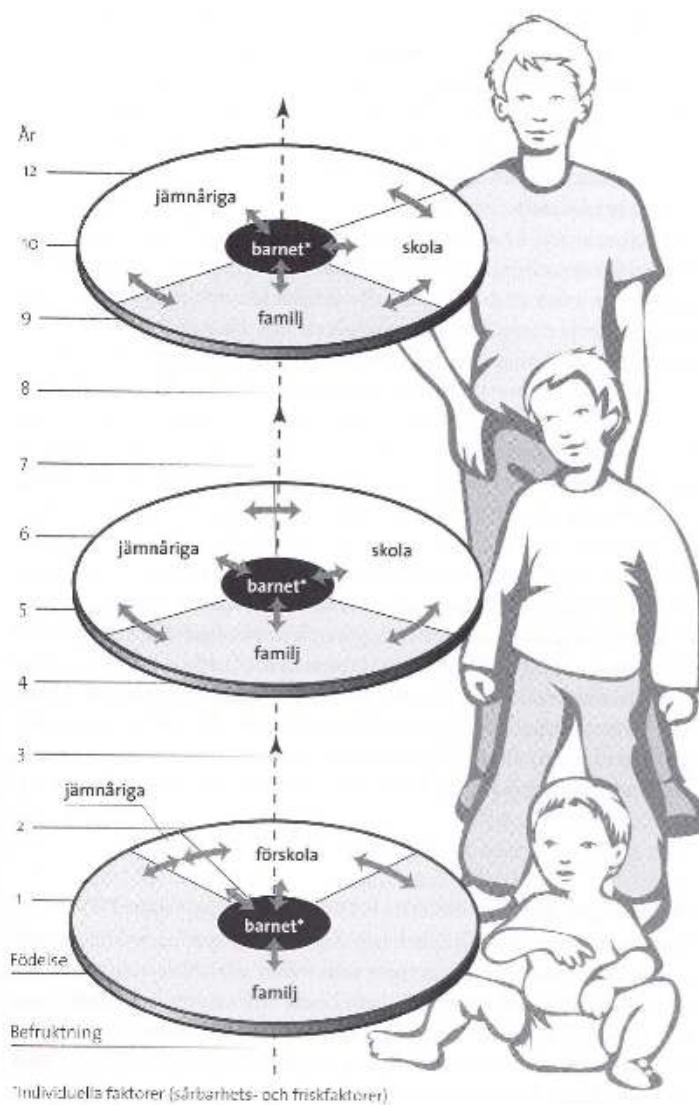 År
12
jämnåriga
10
barnet*
skola
9
familj
8
7
6
jämnåriga
skola
barnet*
5
familj
4
3
jämnåriga
2
förskola
1
barnet*
Födelse
familj
Befruktning
*Individuella faktorer (sårbarhets- och friskfaktorer)